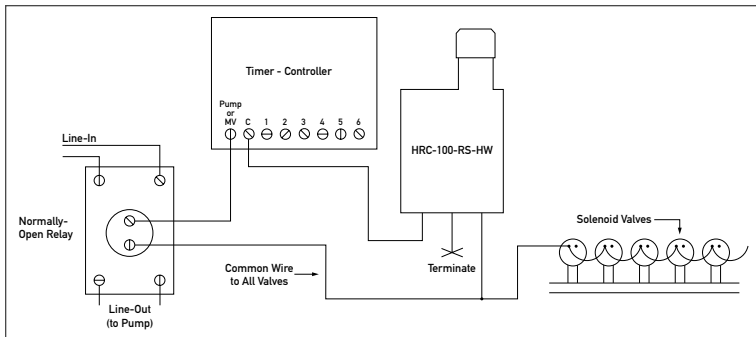 Timer - Controller
Pump
or
MV
C 1 2 3 4 5 6
HRC-100-RS-HW
Line-In
Normally-
Open Relay
Solenoid Valves
Terminate
Common Wire
to All Valves
Line-Out
(to Pump)